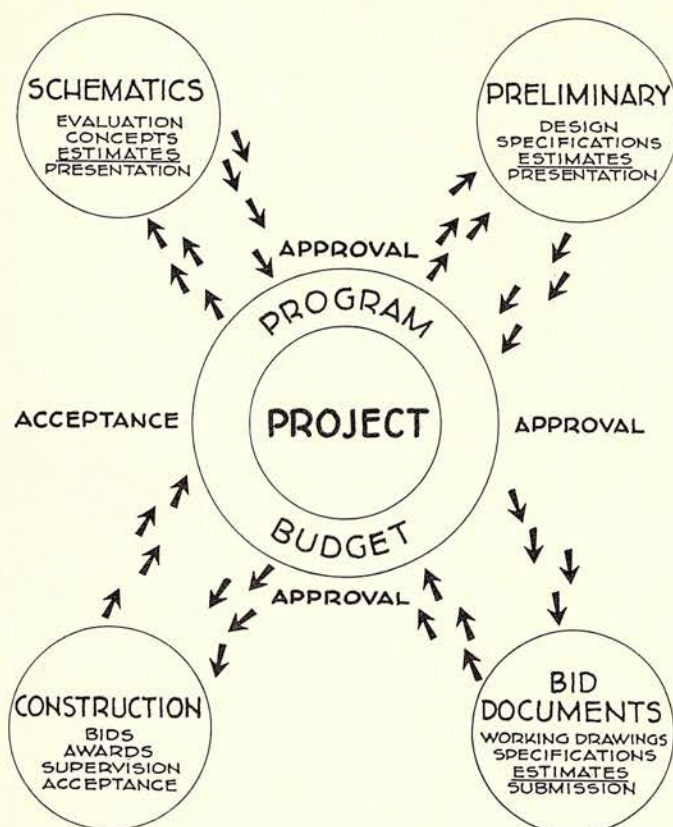 SCHEMATICS
EVALUATION
CONCEPTS
ESTIMATES
PRESENTATION
PRELIMINARY
DESIGN
SPECIFICATIONS
ESTIMATES
PRESENTATION
APPROVAL
PROGRAM
PROJECT
BUDGET
ACCEPTANCE
APPROVAL
APPROVAL
CONSTRUCTION
BIDS
AWARDS
SUPERVISION
ACCEPTANCE
BID
DOCUMENTS
WORKING DRAWINGS
SPECIFICATIONS
ESTIMATES
SUBMISSION